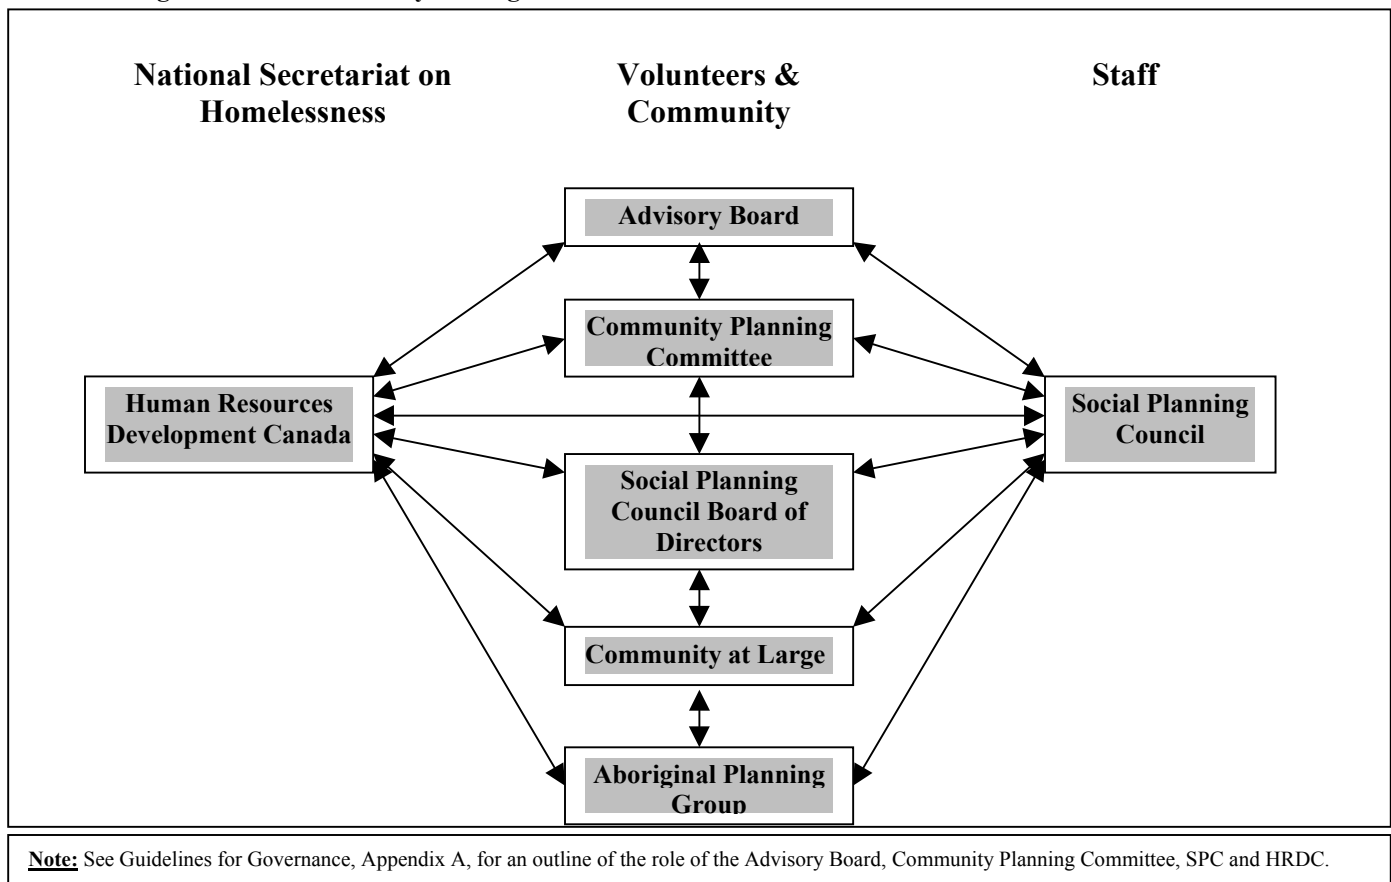 National Secretariat on
Homelessness
Volunteers &
Community
Staff
Advisory Board
Community Planning
Committee
Human Resources
Development Canada
Social Planning
Council
Social Planning
Council Board of
Directors
Community at Large
Aboriginal Planning
Group
Note: See Guidelines for Governance, Appendix A, for an outline of the role of the Advisory Board, Community Planning Committee, SPC and HRDC.